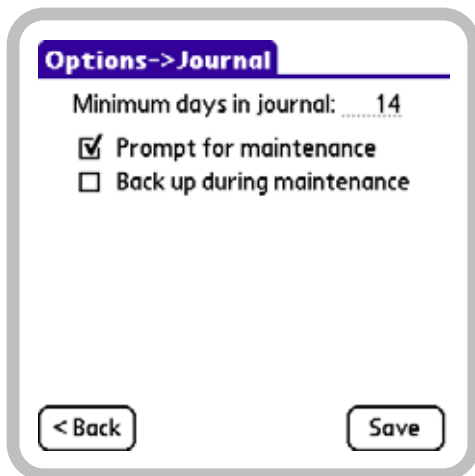 Options->Journal
Minimum days in journal: 14
Prompt for maintenance
Back up during maintenance
< Back Save